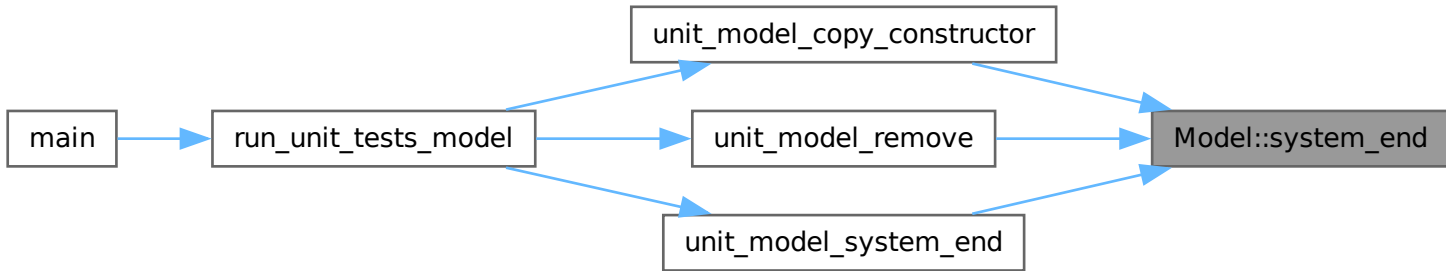 unit_model_copy_constructor
main
run_unit_tests_model
unit_model_remove
Model::system_end
unit_model_system_end